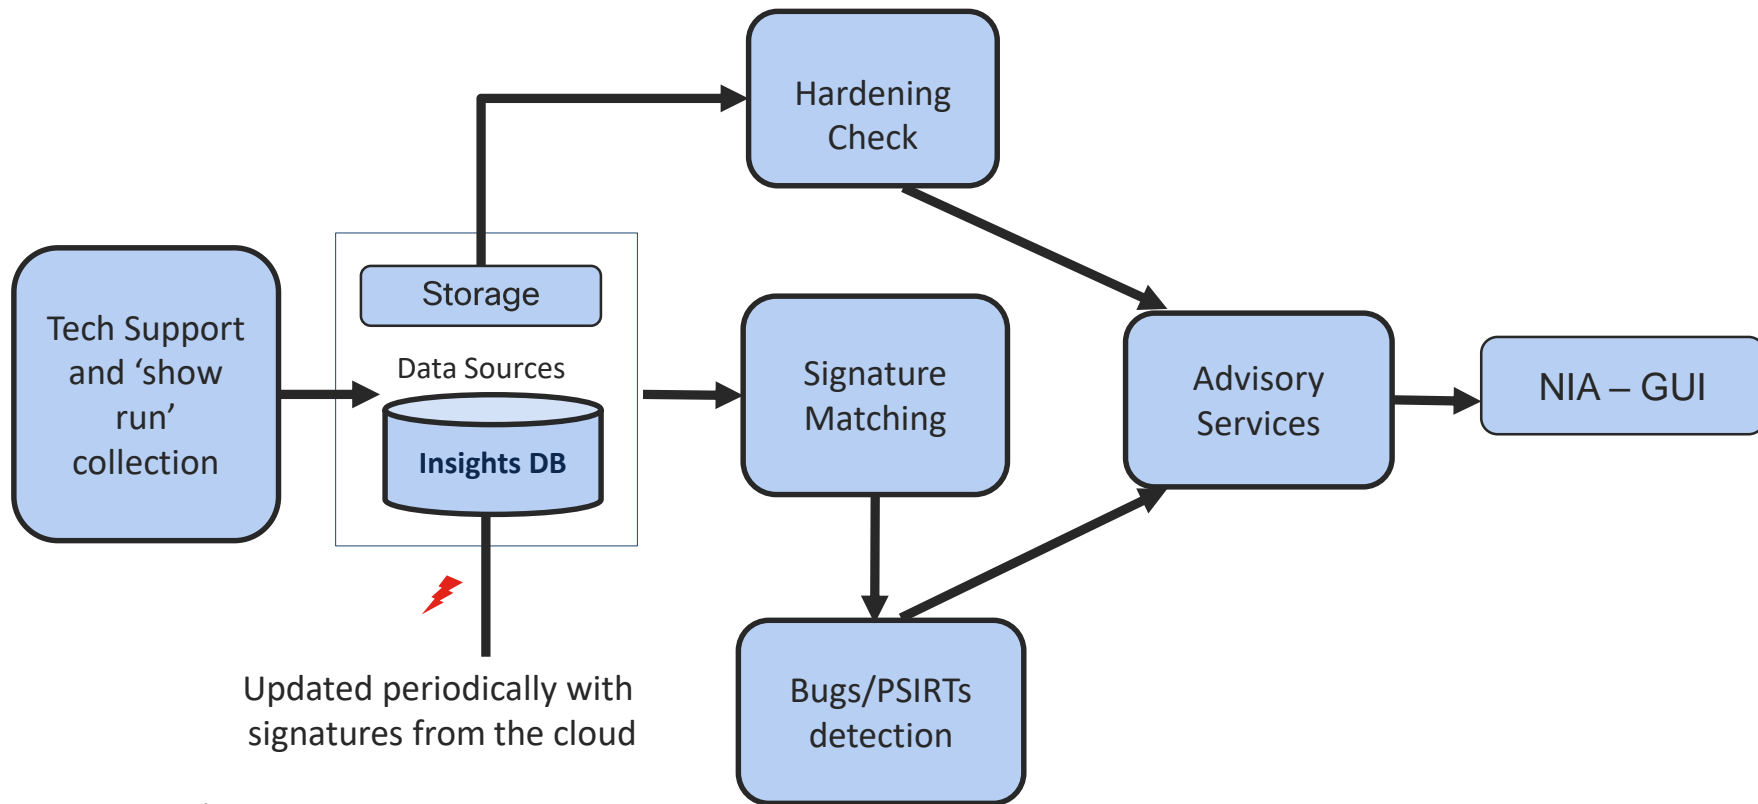 Hardening
Check
Tech Support
and ‘show
run’
collection
Storage
Data Sources
Insights DB
Updated periodically with
signatures from the cloud
Signature
Matching
Bugs/PSIRTs
detection
Advisory
Services
NIA – GUI